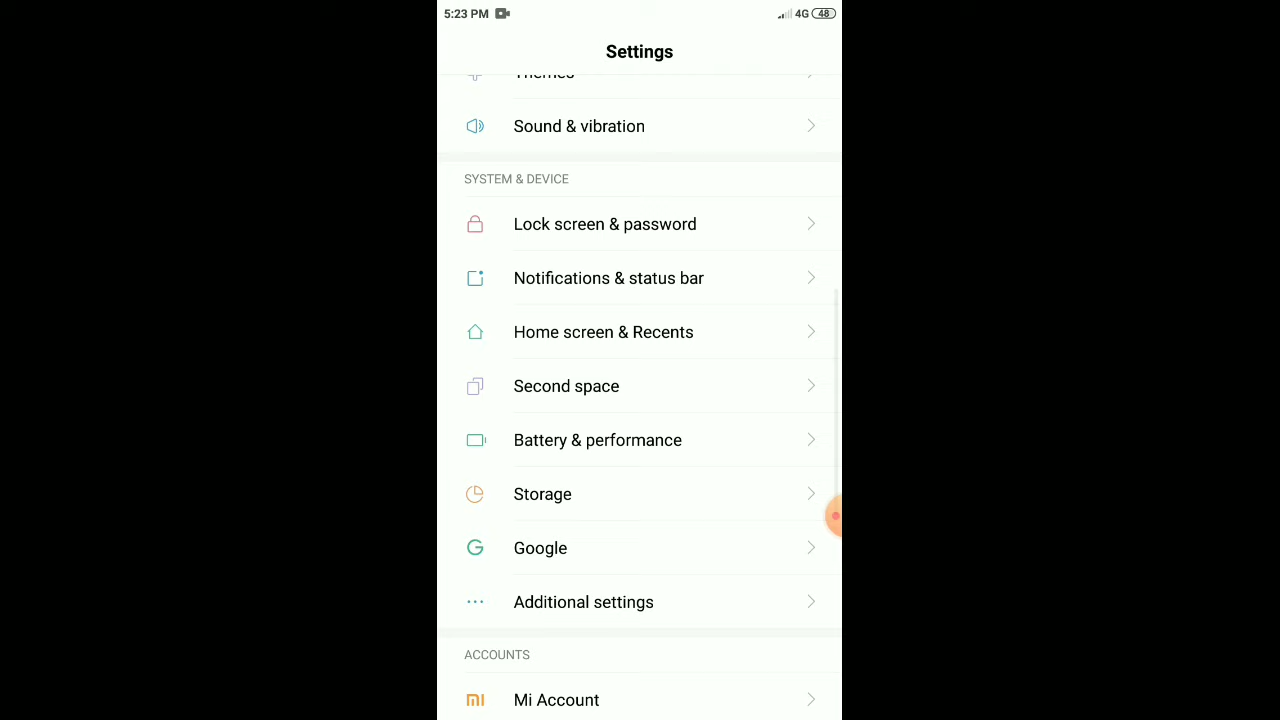 5:23 PM 4G 48
Settings
Themes
Sound & vibration
SYSTEM & DEVICE
Lock screen & password
Notifications & status bar
Home screen & Recents
Second space
Battery & performance
Storage
Google
Additional settings
ACCOUNTS
Mi Account